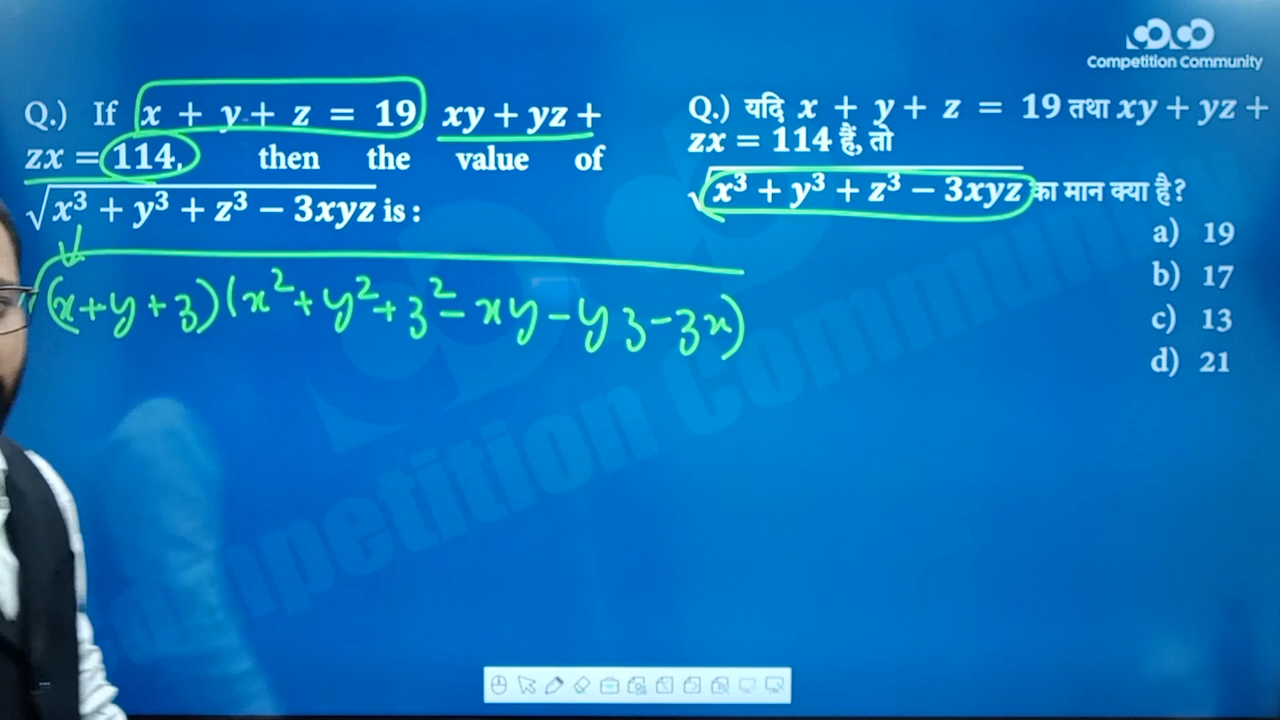 Competition Community
Q.) If x + y + z = 19 xy + yz +
zx = 114, then the value of
√x³ + y³ + z³ − 3xyz is :
(x+y+z)(x²+y²+z²-xy-yz-zx)
Q.) यदि x + y + z = 19 तथा xy + yz +
zx = 114 हैं, तो
√x³ + y³ + z³ − 3xyz का मान क्या है?
a) 19
b) 17
c) 13
d) 21
Competition Community